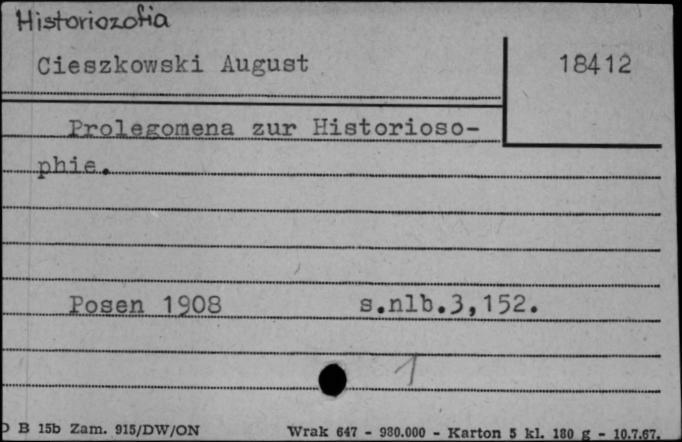 Historiozofia
Cieszkowski August
18412
Prolegomena zur Historioso-
phie.
Posen 1908 s.nlb.3,152.
1
D B 15b Zam. 915/DW/ON Wrak 647 - 980.000 - Karton 5 kl. 180 g - 10.7.67.